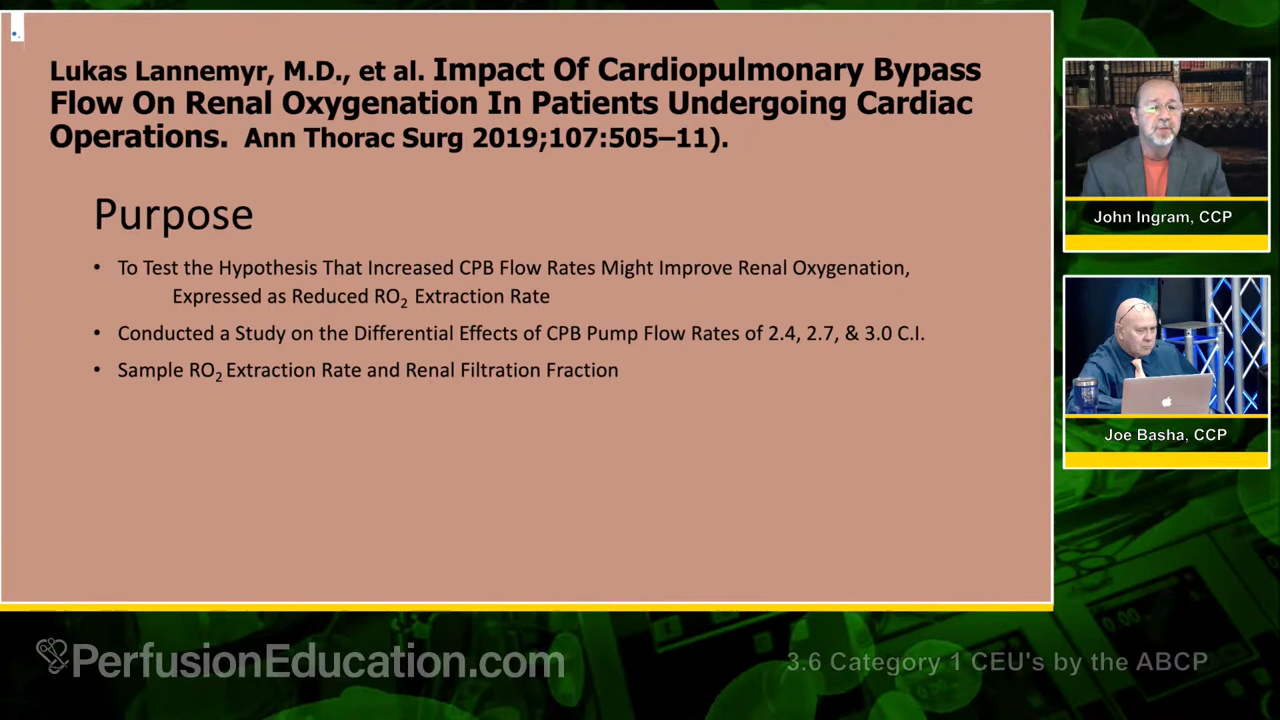 Lukas Lannemyr, M.D., et al. Impact Of Cardiopulmonary Bypass
Flow On Renal Oxygenation In Patients Undergoing Cardiac
Operations. Ann Thorac Surg 2019;107:505–11).
Purpose
• To Test the Hypothesis That Increased CPB Flow Rates Might Improve Renal Oxygenation,
Expressed as Reduced RO₂ Extraction Rate
• Conducted a Study on the Differential Effects of CPB Pump Flow Rates of 2.4, 2.7, & 3.0 C.I.
• Sample RO₂ Extraction Rate and Renal Filtration Fraction
John Ingram, CCP
Joe Basha, CCP
PerfusionEducation.com
3.6 Category 1 CEU's by the ABCP
0.00